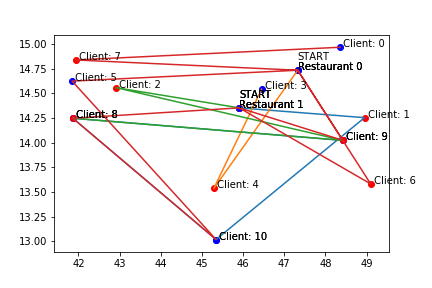 15.00
14.75
14.50
14.25
14.00
13.75
13.50
13.25
13.00
Client: 0
START
Client: 7
Restaurant 0
Client: 5
Client: 2
Client: 3
START
Restaurant 1
Client: 8
Client: 1
Client: 9
Client: 4
Client: 6
Client: 10
42 43 44 45 46 47 48 49